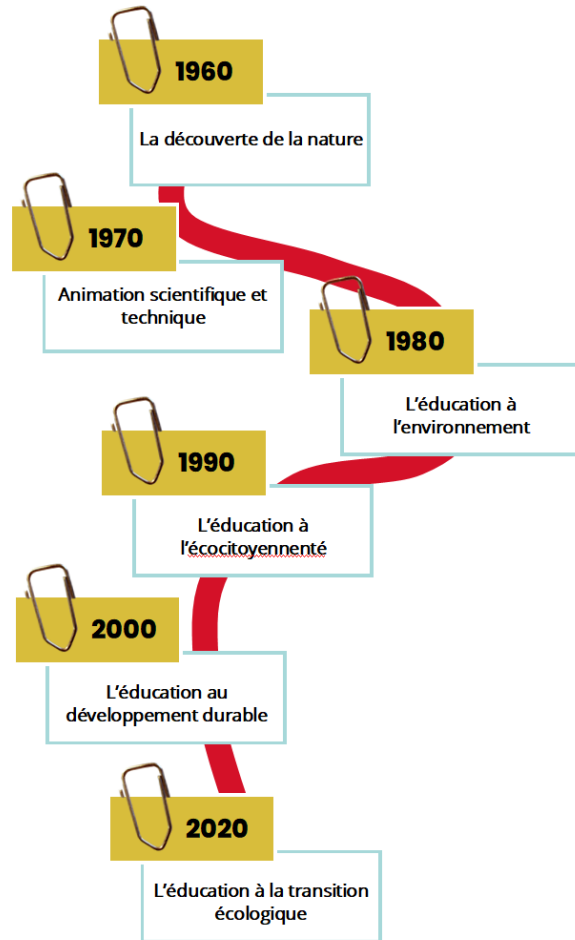 1960
La découverte de la nature
1970
Animation scientifique et
technique
1980
L'éducation à
l'environnement
1990
L'éducation à
l'écocitoyennenté
2000
L'éducation au
développement durable
2020
L'éducation à la transition
écologique